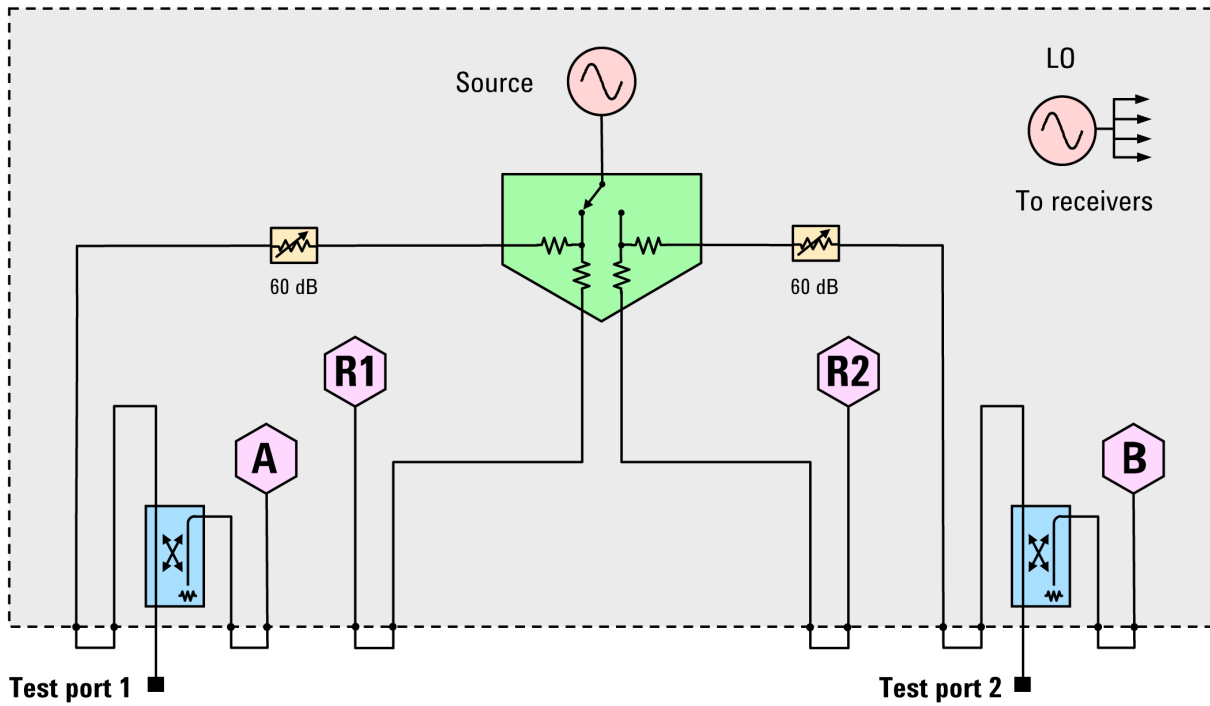 Source
LO
To receivers
60 dB
60 dB
R1
R2
A
B
Test port 1
Test port 2